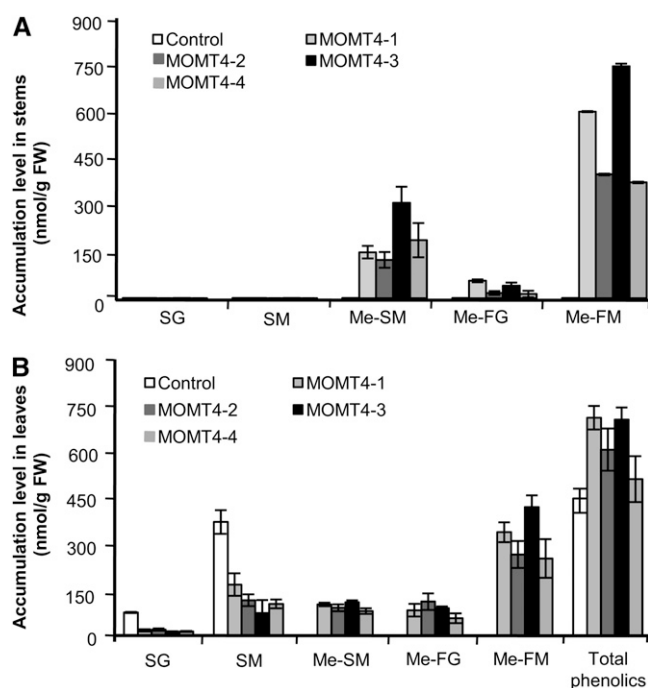 A
Accumulation level in stems
(nmol/g FW)
900
750
600
450
300
150
0
Control
MOMT4-1
MOMT4-2
MOMT4-3
MOMT4-4
SG
SM
Me-SM
Me-FG
Me-FM
B
Accumulation level in leaves
(nmol/g FW)
900
750
600
450
300
150
0
Control
MOMT4-1
MOMT4-2
MOMT4-3
MOMT4-4
SG
SM
Me-SM
Me-FG
Me-FM
Total
phenolics